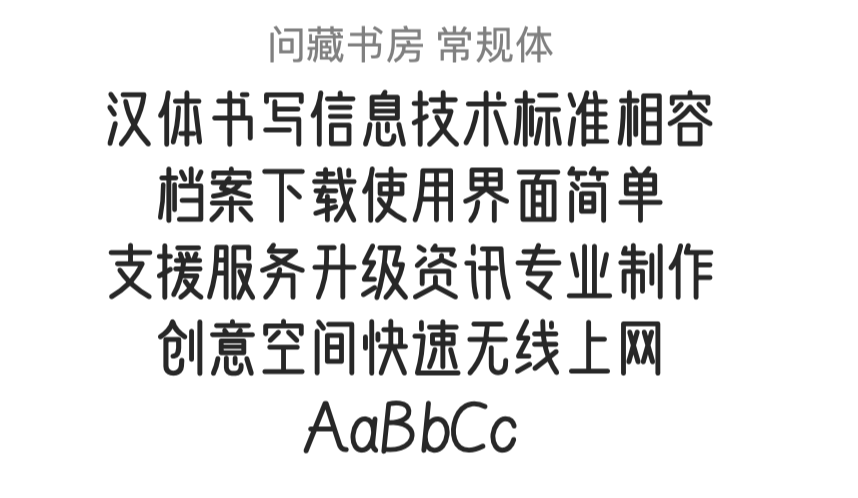 问藏书房 常规体
汉体书写信息技术标准相容
档案下载使用界面简单
支援服务升级资讯专业制作
创意空间快速无线上网
AaBbCc